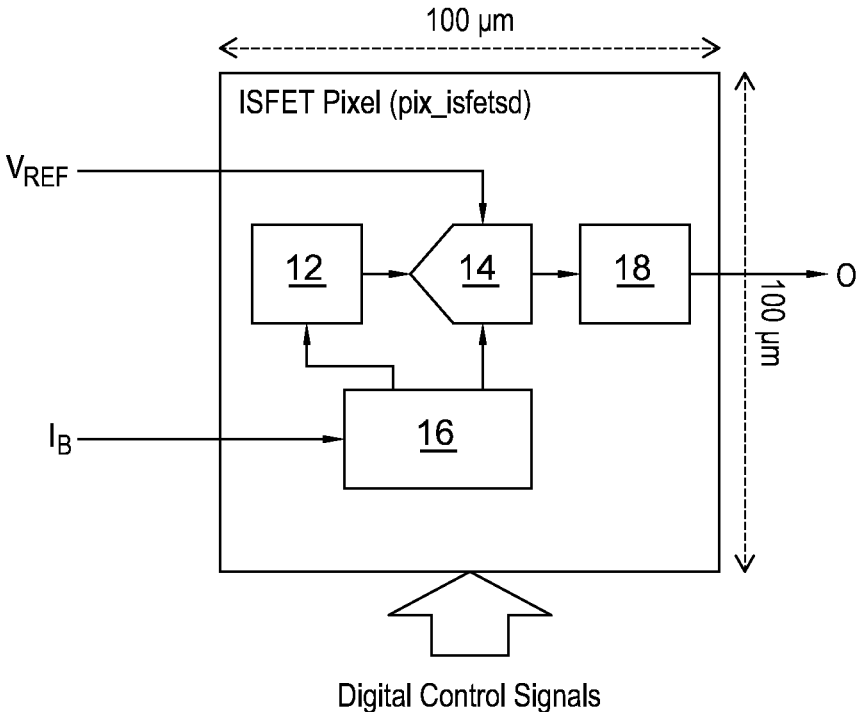 100 µm
ISFET Pixel (pix_isfetsd)
VREF
12
14
18
O
100 µm
IB
16
Digital Control Signals